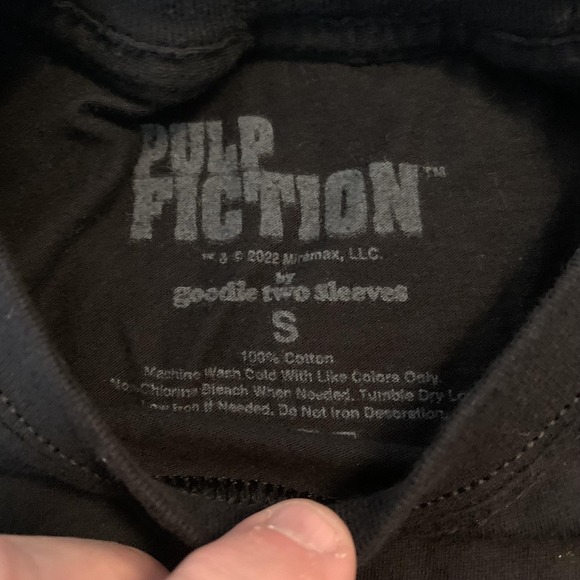 PULP
FICTION™
™ & © 2022 Miramax, LLC.
by
goodie two sleeves
S
100% Cotton
Machine Wash Cold With Like Colors Only
Non-Chlorine Bleach When Needed. Tumble Dry
Low Iron If Needed. Do Not Iron Decoration.